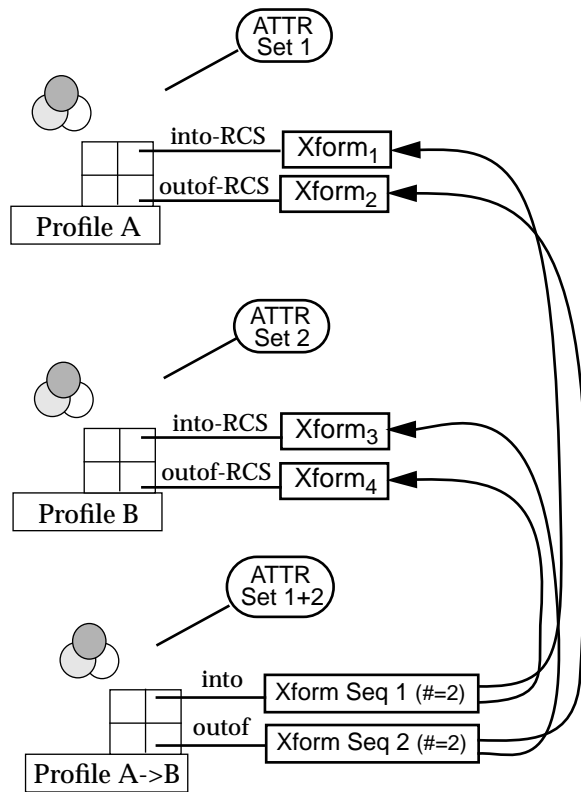 ATTR
Set 1
into-RCS
Xform1
outof-RCS
Xform2
Profile A
ATTR
Set 2
into-RCS
Xform3
outof-RCS
Xform4
Profile B
ATTR
Set 1+2
into
Xform Seq 1 (#=2)
outof
Xform Seq 2 (#=2)
Profile A->B